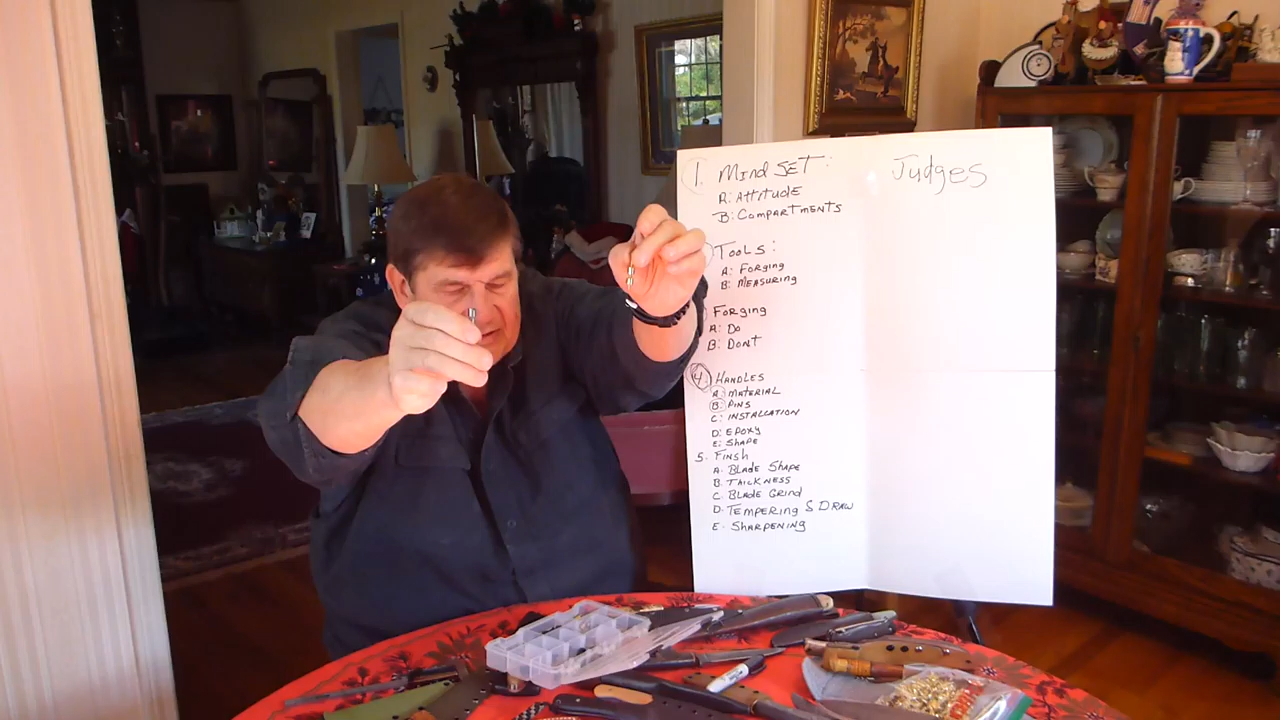 1. Mind SET:
A: Attitude
B: Compartments
Judges
Tools:
A: Forging
B: Measuring
Forging
A: Do
B: Dont
4. Handles
A: Material
B: Pins
C: Installation
D: Epoxy
E: Shape
5. Finsh
A. Blade Shape
B. Thickness
C. Blade Grind
D. Tempering & Draw
E. Sharpening